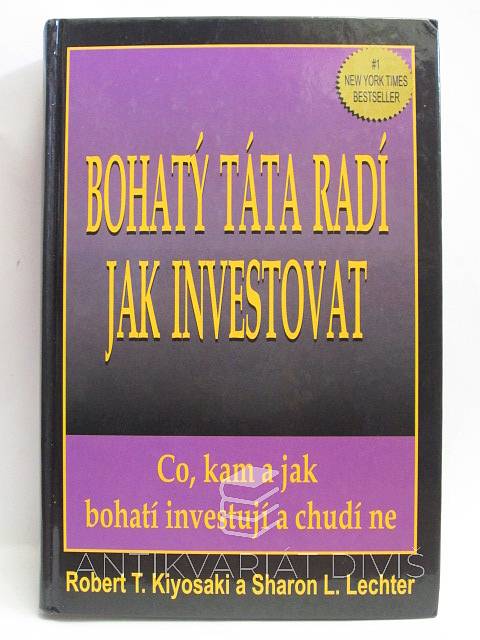 #1
NEW YORK TIMES
BESTSELLER
BOHATÝ TÁTA RADÍ
JAK INVESTOVAT
Co, kam a jak
bohatí investují a chudí ne
ANTIKVARIÁT DIVIŠ
Robert T. Kiyosaki a Sharon L. Lechter